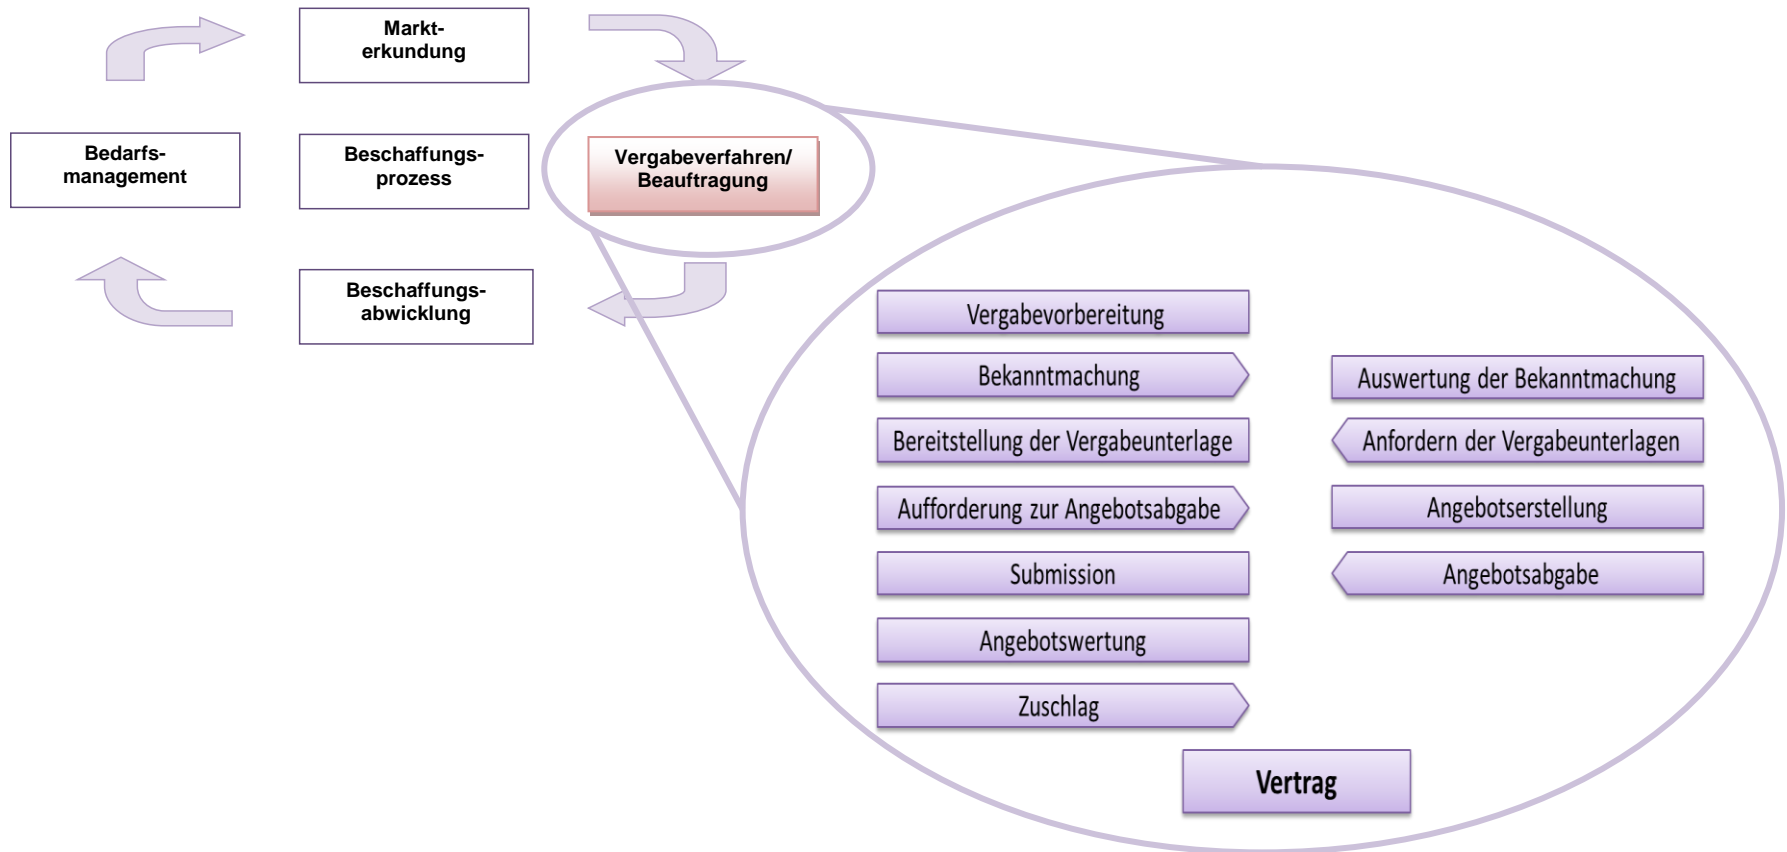 Markt-
erkundung
Bedarfs-
management
Beschaffungs-
prozess
Vergabeverfahren/
Beauftragung
Beschaffungs-
abwicklung
Vergabevorbereitung
Bekanntmachung
Auswertung der Bekanntmachung
Bereitstellung der Vergabeunterlage
Anfordern der Vergabeunterlagen
Aufforderung zur Angebotsabgabe
Angebotserstellung
Submission
Angebotsabgabe
Angebotswertung
Zuschlag
Vertrag